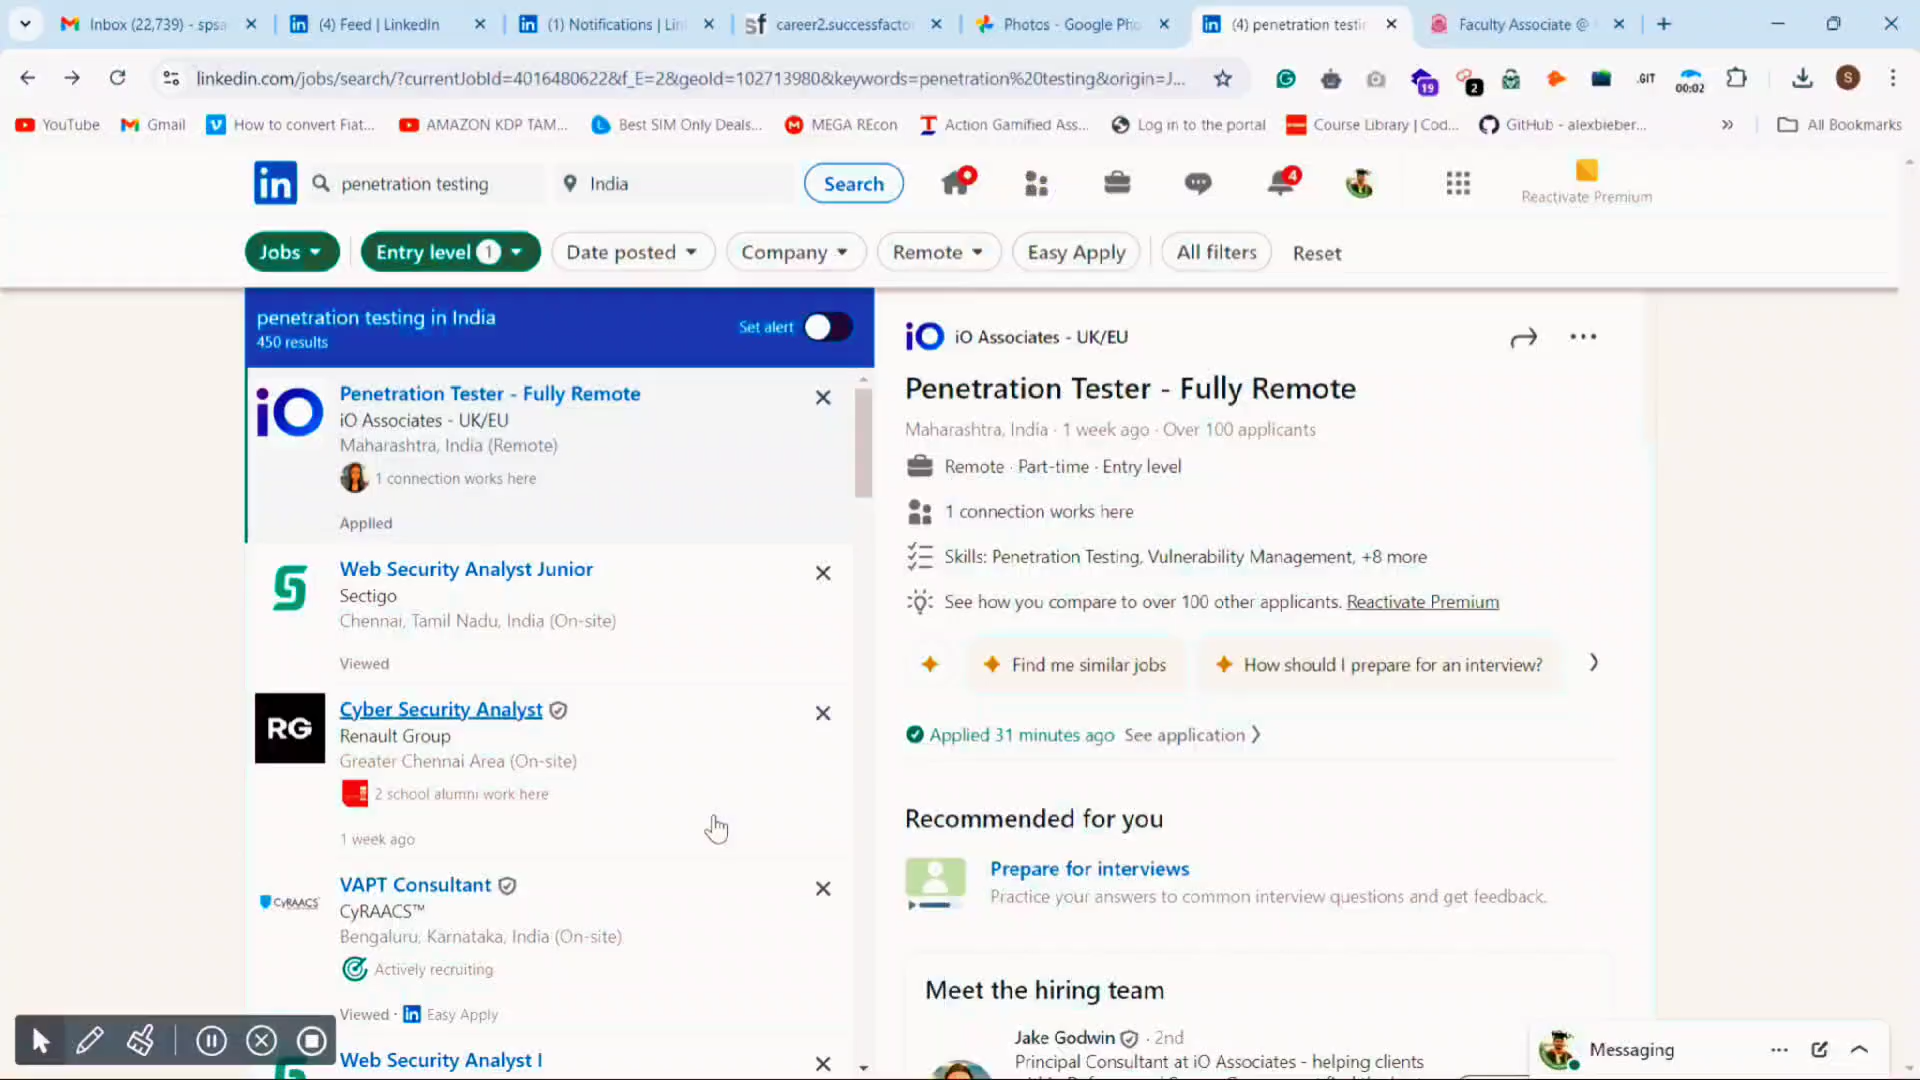 Inbox (22,739) - spsa
(4) Feed | LinkedIn
(1) Notifications | Lin
career2.successfacto
Photos - Google Pho
(4) penetration testi
Faculty Associate @
linkedin.com/jobs/search/?currentJobId=4016480622&f_E=2&geoId=102713980&keywords=penetration%20testing&origin=J...
19
2
.GIT
00:02
S
YouTube
Gmail
How to convert Fiat...
AMAZON KDP TAM...
Best SIM Only Deals...
MEGA REcon
Action Gamified Ass...
Log in to the portal
Course Library | Cod...
GitHub - alexbieber...
All Bookmarks
in
penetration testing
India
Search
4
Reactivate Premium
Jobs
Entry level 1
Date posted
Company
Remote
Easy Apply
All filters
Reset
penetration testing in India
450 results
Set alert
iO
Penetration Tester - Fully Remote
iO Associates - UK/EU
Maharashtra, India (Remote)
1 connection works here
Applied
Web Security Analyst Junior
Sectigo
Chennai, Tamil Nadu, India (On-site)
Viewed
RG
Cyber Security Analyst
Renault Group
Greater Chennai Area (On-site)
2 school alumni work here
1 week ago
CyRAACS
VAPT Consultant
CyRAACS™
Bengaluru, Karnataka, India (On-site)
Actively recruiting
Viewed · in Easy Apply
Web Security Analyst I
iO iO Associates - UK/EU
Penetration Tester - Fully Remote
Maharashtra, India · 1 week ago · Over 100 applicants
Remote · Part-time · Entry level
1 connection works here
Skills: Penetration Testing, Vulnerability Management, +8 more
See how you compare to over 100 other applicants. Reactivate Premium
Find me similar jobs
How should I prepare for an interview?
Applied 31 minutes ago See application
Recommended for you
Prepare for interviews
Practice your answers to common interview questions and get feedback.
Meet the hiring team
Jake Godwin · 2nd
Principal Consultant at iO Associates - helping clients
Messaging